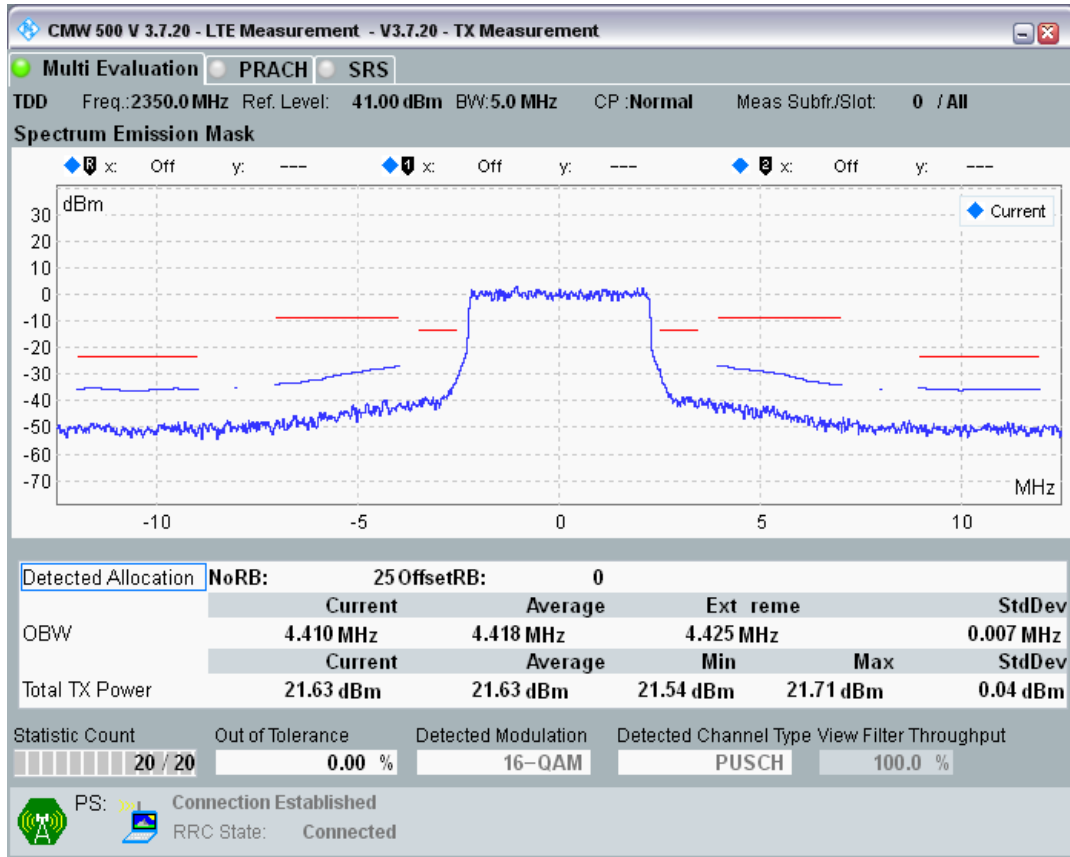 CMW 500 V 3.7.20 - LTE Measurement - V3.7.20 - TX Measurement
Multi Evaluation PRACH SRS
TDD Freq.:2350.0 MHz Ref. Level: 41.00 dBm BW:5.0 MHz CP :Normal Meas Subfr./Slot: 0 / All
Spectrum Emission Mask
R x: Off y: --- 1 x: Off y: --- 2 x: Off y: ---
dBm
Current
30
20
10
0
-10
-20
-30
-40
-50
-60
-70
MHz
-10 -5 0 5 10
Detected Allocation NoRB: 25 OffsetRB: 0
Current Average Ext reme StdDev
OBW 4.410 MHz 4.418 MHz 4.425 MHz 0.007 MHz
Current Average Min Max StdDev
Total TX Power 21.63 dBm 21.63 dBm 21.54 dBm 21.71 dBm 0.04 dBm
Statistic Count Out of Tolerance Detected Modulation Detected Channel Type View Filter Throughput
20 / 20 0.00 % 16-QAM PUSCH 100.0 %
PS: Connection Established
RRC State: Connected